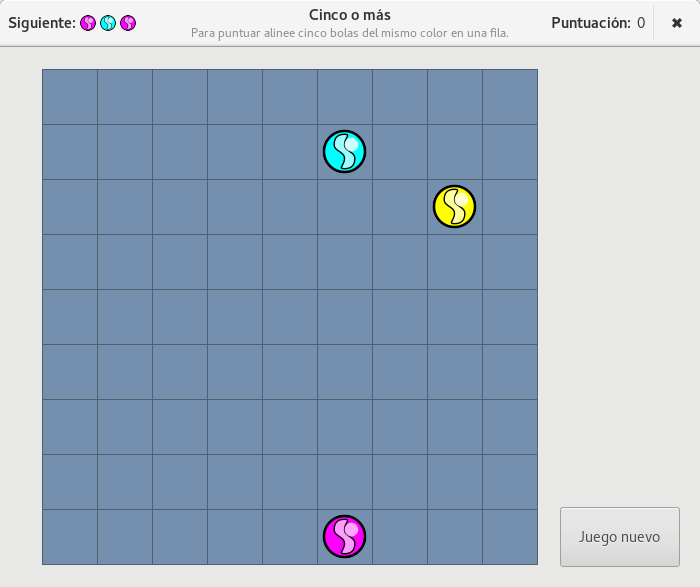 Siguiente:
Cinco o más
Para puntuar alinee cinco bolas del mismo color en una fila.
Puntuación: 0
Juego nuevo